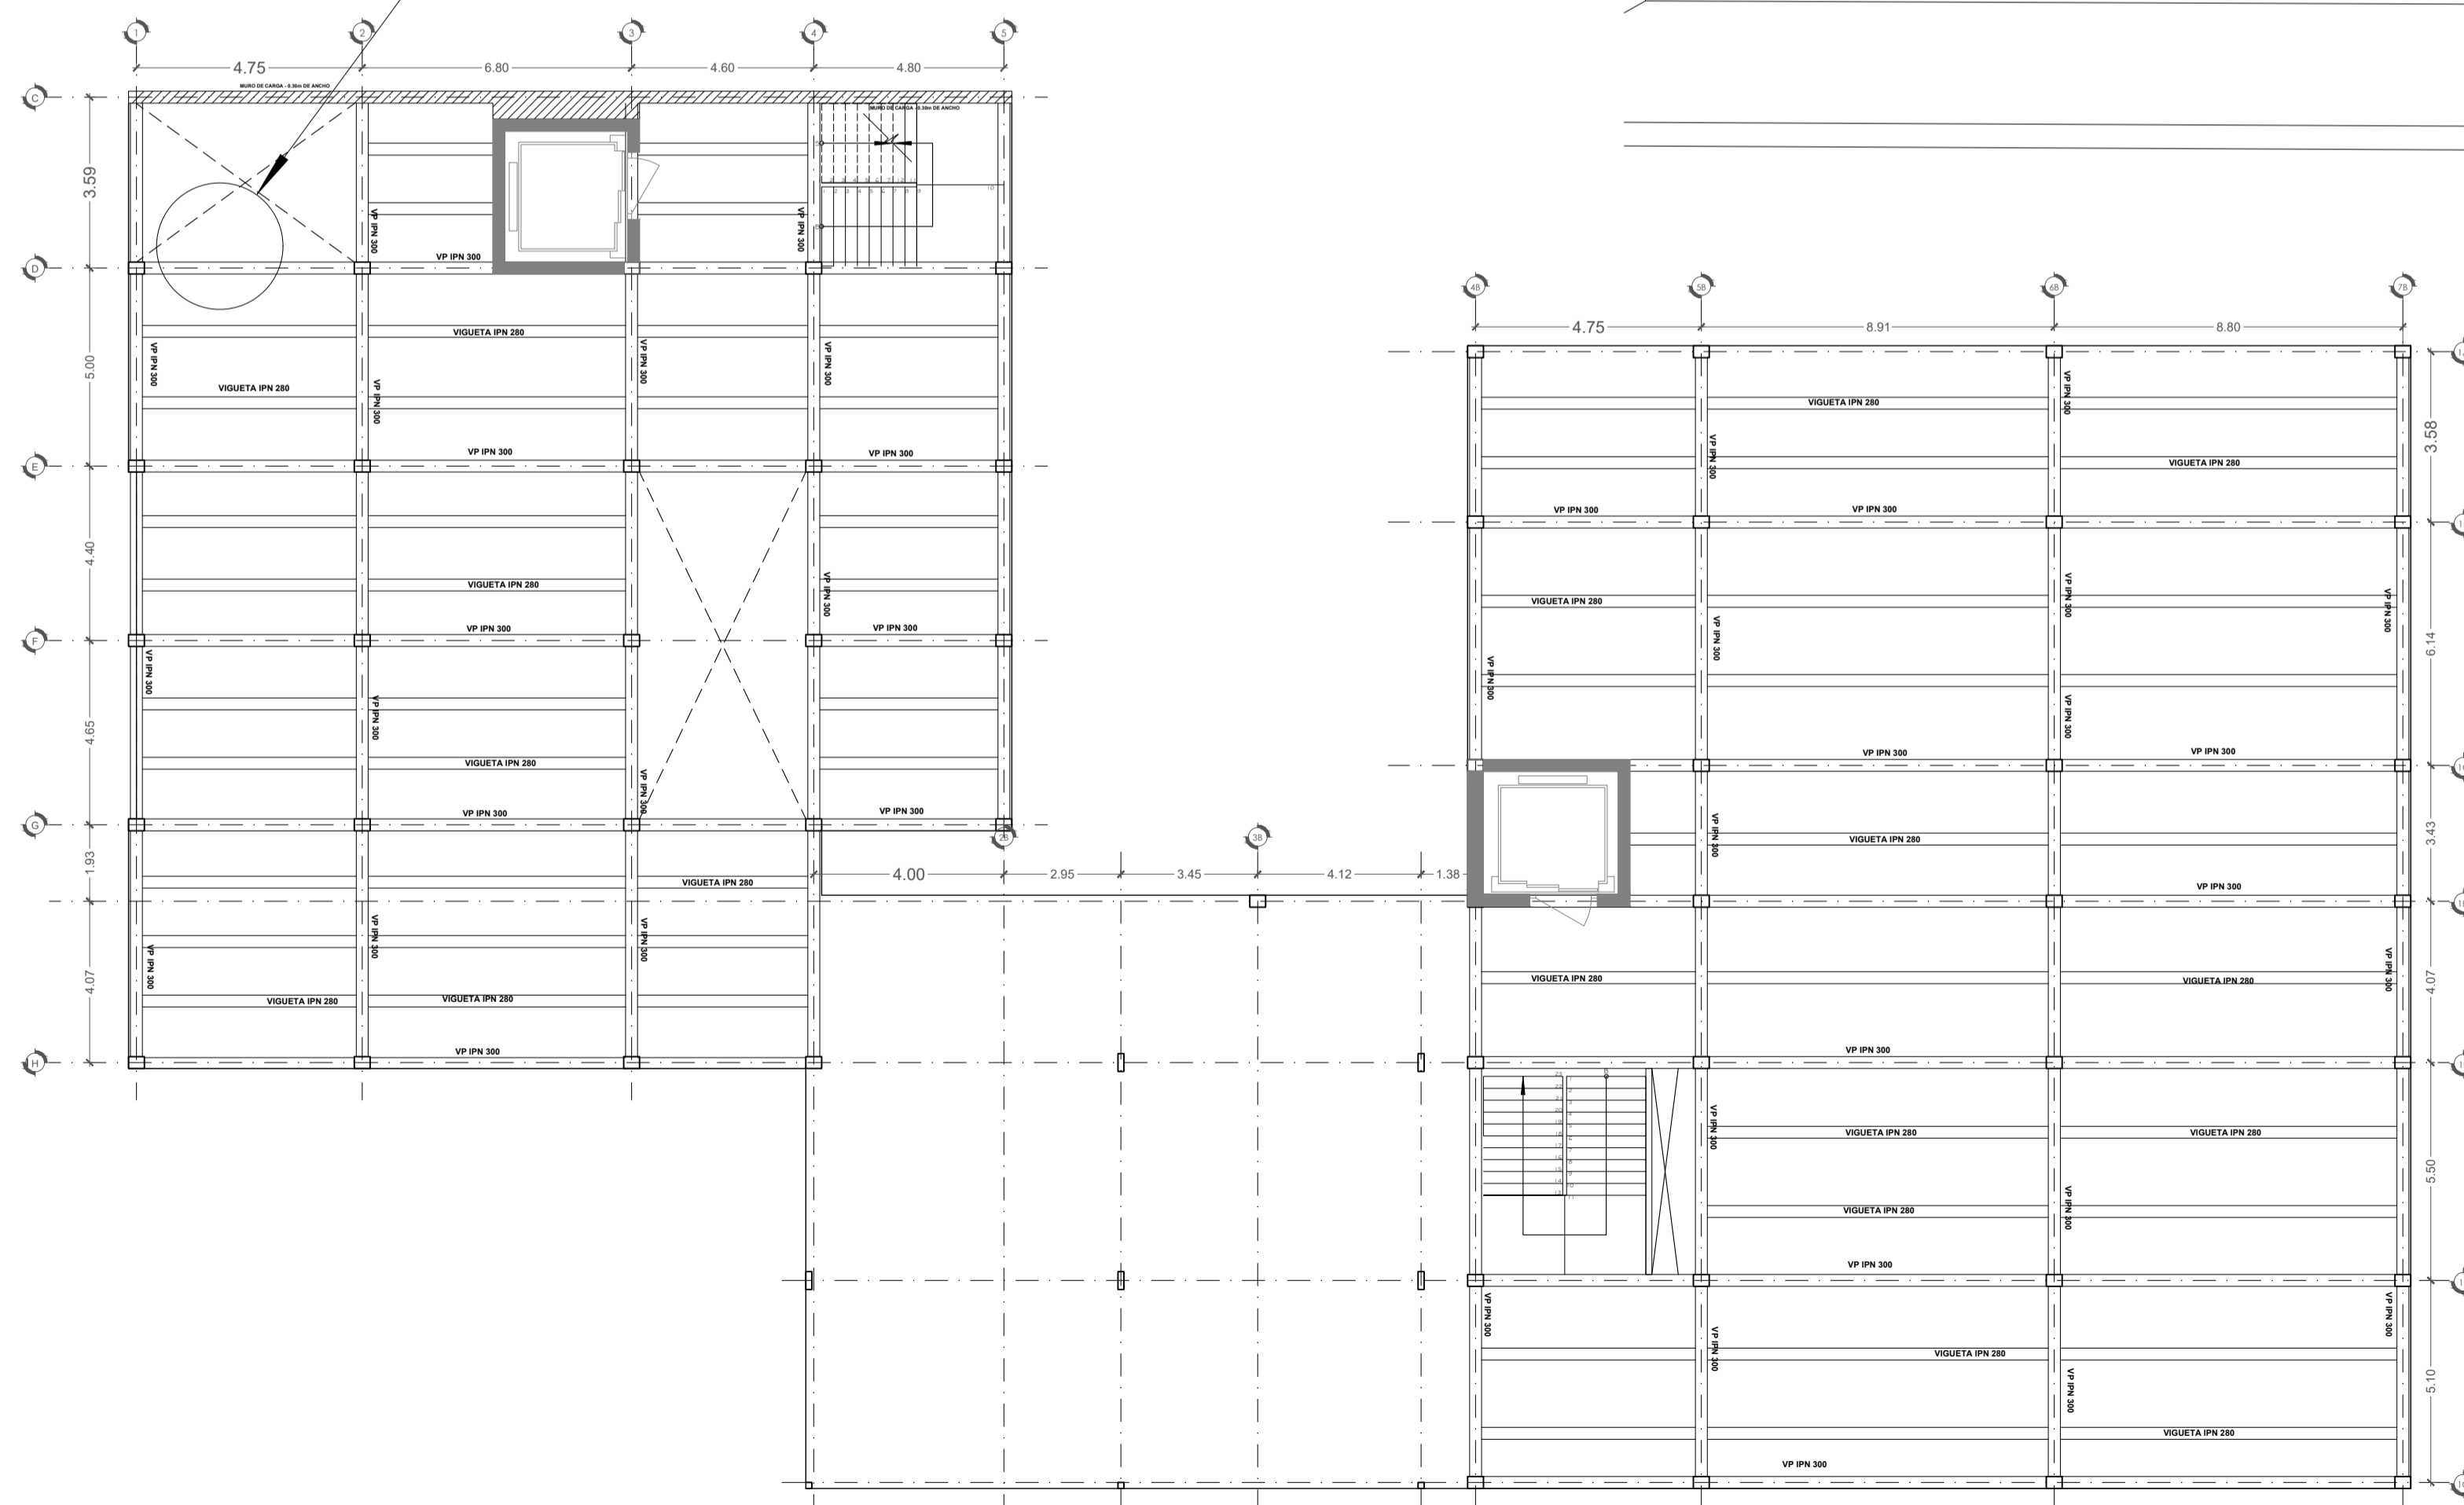 1 2 3 4 5
4.75 6.80 4.60 4.80
MURO DE CARGA - 0.30m DE ANCHO
C
MURO DE CARGA - 0.30m DE ANCHO
3.59
VP IPN 300
VP IPN 300
VP IPN 300
D
4B 5B 6B 7B
4.75 8.91 8.80
VIGUETA IPN 280
VP IPN 300
VP IPN 300
VP IPN 300
VP IPN 300
5.00
VIGUETA IPN 280
VP IPN 300
VIGUETA IPN 280
3.58
VP IPN 300
VP IPN 300
VP IPN 300
VIGUETA IPN 280
E
VP IPN 300
VP IPN 300
4.40
VIGUETA IPN 280
VP IPN 300
VIGUETA IPN 280
VP IPN 300
VP IPN 300
VP IPN 300
VP IPN 300
VP IPN 300
F
6.14
VP IPN 300
VP IPN 300
VP IPN 300
VP IPN 300
4.65
VIGUETA IPN 280
VP IPN 300
VP IPN 300
VP IPN 300
VP IPN 300
VP IPN 300
G
VP IPN 300
2B 3B
VIGUETA IPN 280
3.43
1.93
4.00 2.95 3.45 4.12 1.38
VIGUETA IPN 280
VP IPN 300
VP IPN 300
VP IPN 300
VP IPN 300
VP IPN 300
4.07
VIGUETA IPN 280
VIGUETA IPN 280
4.07
VIGUETA IPN 280
VIGUETA IPN 280
VP IPN 300
VP IPN 300
H
VP IPN 300
VIGUETA IPN 280
VIGUETA IPN 280
5.50
VIGUETA IPN 280
VP IPN 300
VP IPN 300
VP IPN 300
VP IPN 300
VP IPN 300
VIGUETA IPN 280
VP IPN 300
5.10
VIGUETA IPN 280
VP IPN 300